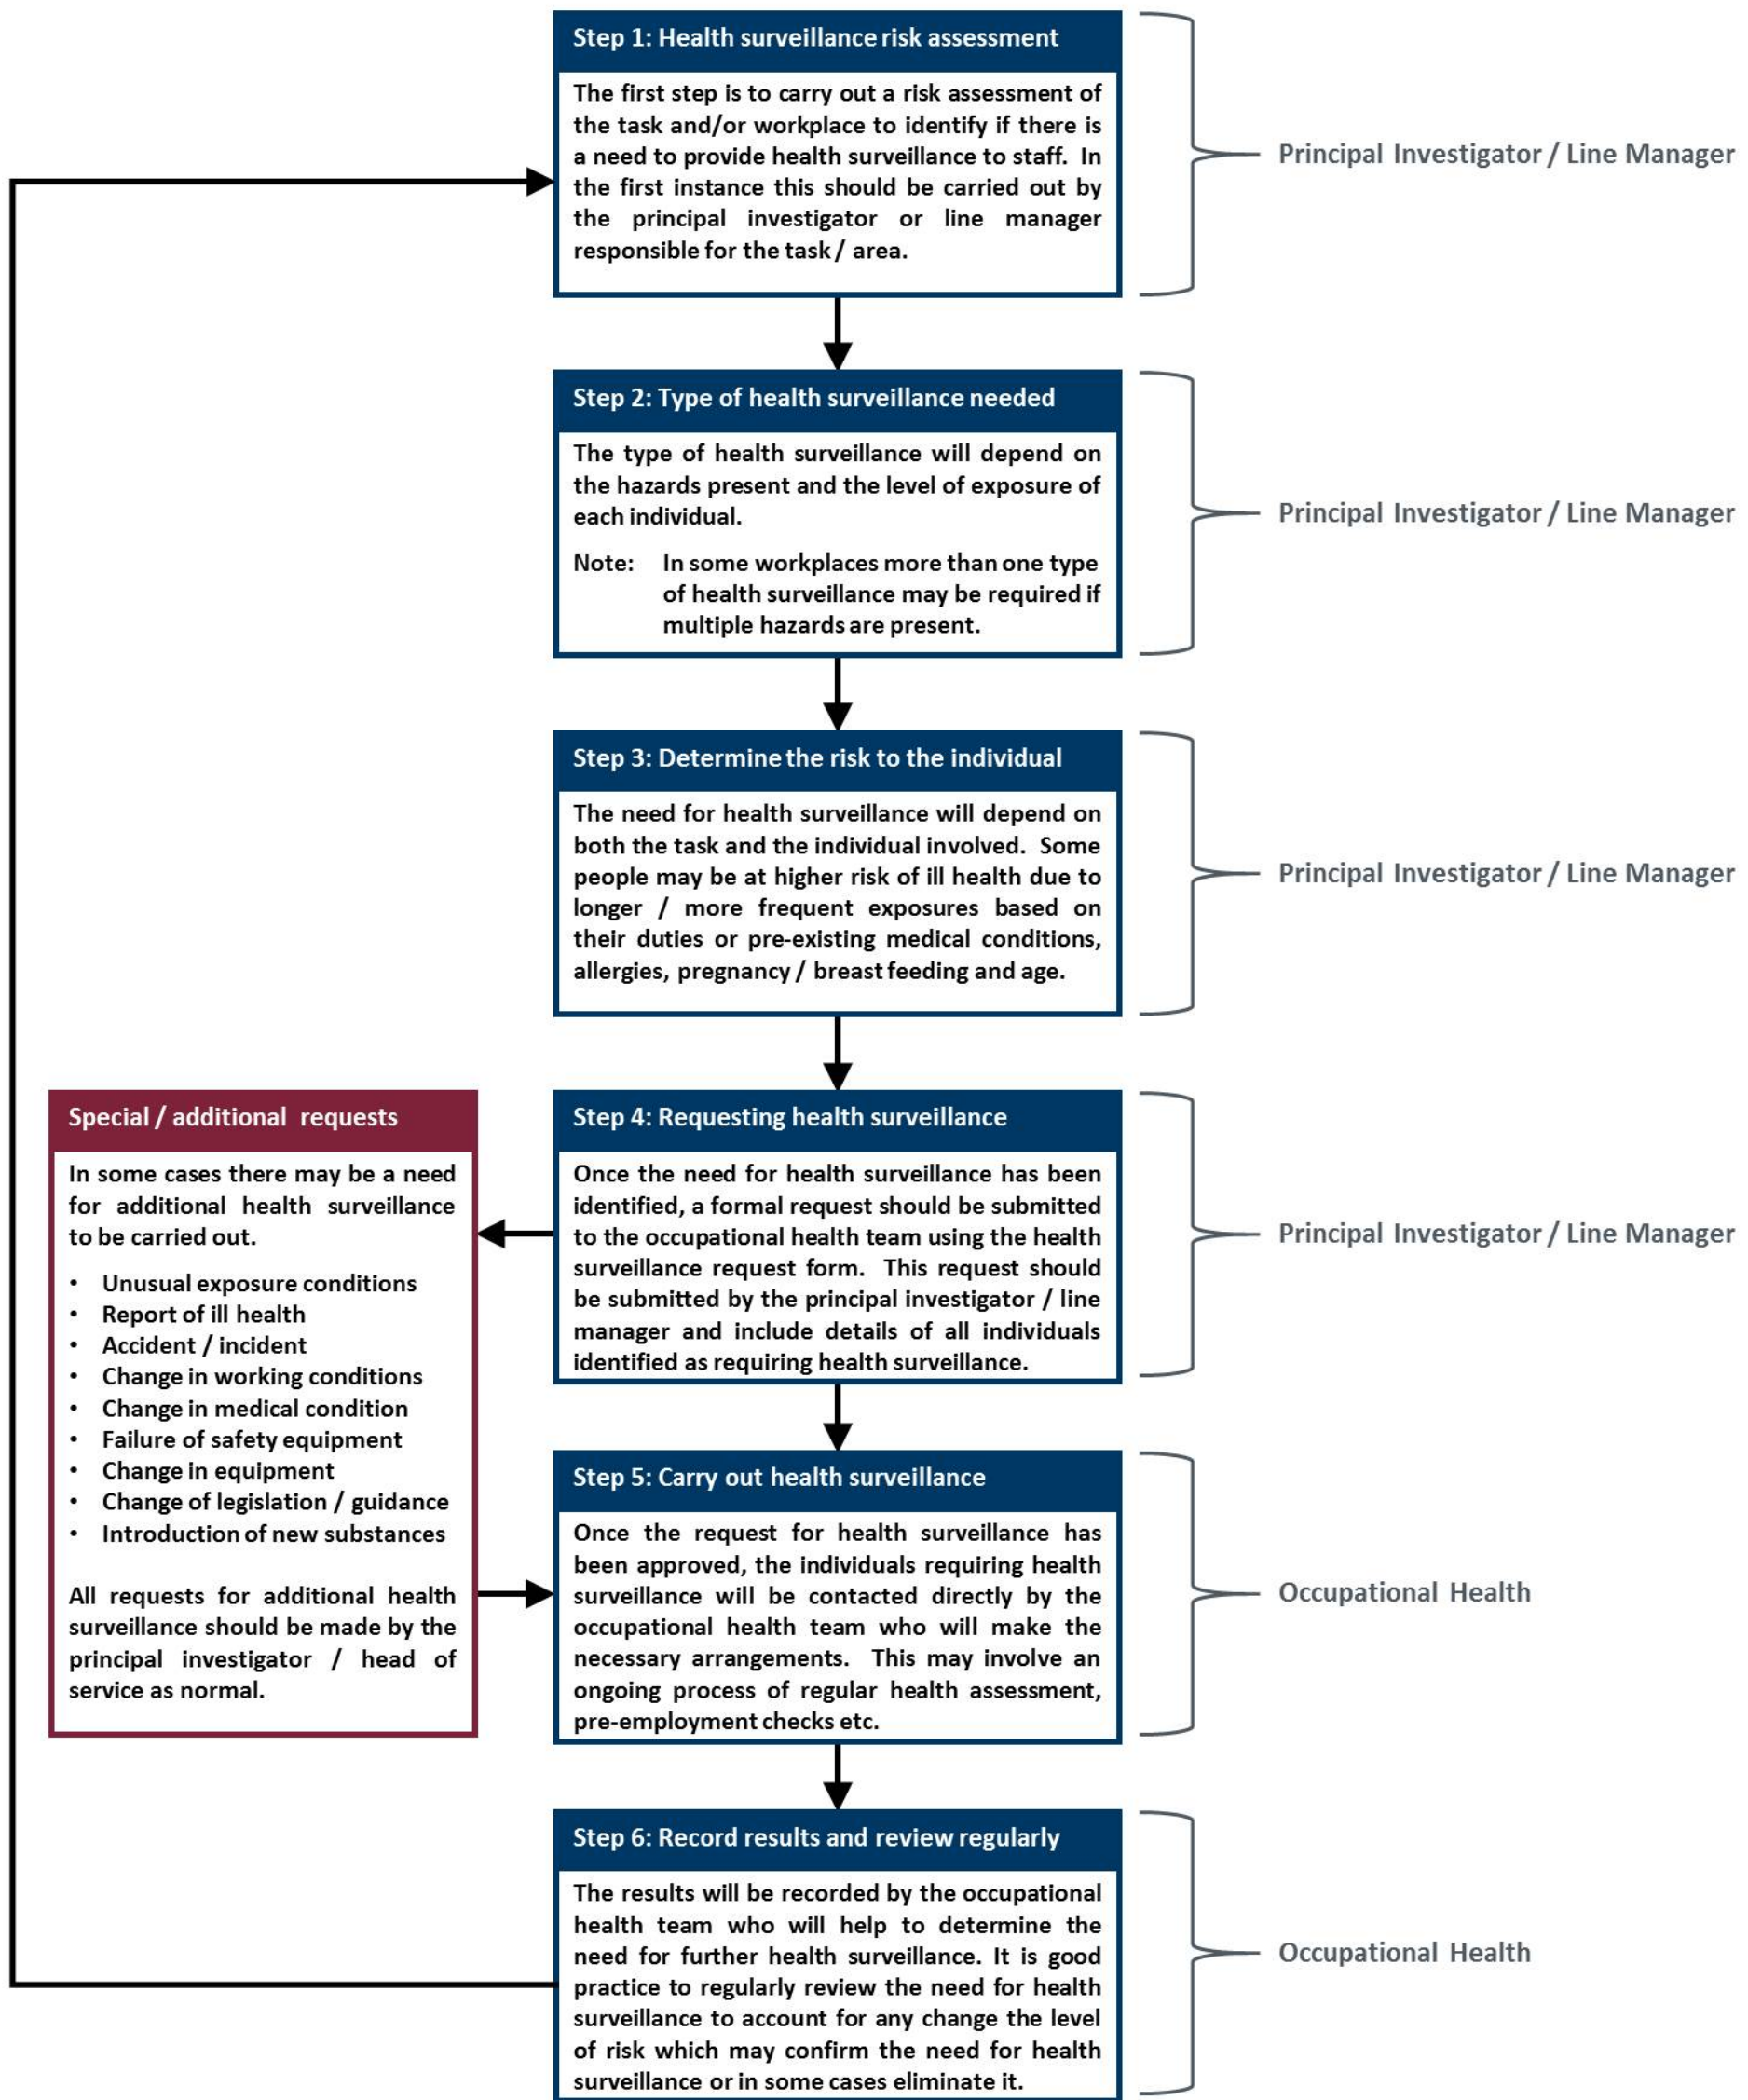 Step 1: Health surveillance risk assessment
The first step is to carry out a risk assessment of
the task and/or workplace to identify if there is
a need to provide health surveillance to staff. In
the first instance this should be carried out by
the principal investigator or line manager
responsible for the task / area.
Principal Investigator / Line Manager
Step 2: Type of health surveillance needed
The type of health surveillance will depend on
the hazards present and the level of exposure of
each individual.
Note: In some workplaces more than one type
of health surveillance may be required if
multiple hazards are present.
Principal Investigator / Line Manager
Step 3: Determine the risk to the individual
The need for health surveillance will depend on
both the task and the individual involved. Some
people may be at higher risk of ill health due to
longer / more frequent exposures based on
their duties or pre-existing medical conditions,
allergies, pregnancy / breast feeding and age.
Principal Investigator / Line Manager
Step 4: Requesting health surveillance
Once the need for health surveillance has been
identified, a formal request should be submitted
to the occupational health team using the health
surveillance request form. This request should
be submitted by the principal investigator / line
manager and include details of all individuals
identified as requiring health surveillance.
Principal Investigator / Line Manager
Special / additional requests
In some cases there may be a need
for additional health surveillance
to be carried out.
• Unusual exposure conditions
• Report of ill health
• Accident / incident
• Change in working conditions
• Change in medical condition
• Failure of safety equipment
• Change in equipment
• Change of legislation / guidance
• Introduction of new substances
All requests for additional health
surveillance should be made by the
principal investigator / head of
service as normal.
Step 5: Carry out health surveillance
Once the request for health surveillance has
been approved, the individuals requiring health
surveillance will be contacted directly by the
occupational health team who will make the
necessary arrangements. This may involve an
ongoing process of regular health assessment,
pre-employment checks etc.
Occupational Health
Step 6: Record results and review regularly
The results will be recorded by the occupational
health team who will help to determine the
need for further health surveillance. It is good
practice to regularly review the need for health
surveillance to account for any change the level
of risk which may confirm the need for health
surveillance or in some cases eliminate it.
Occupational Health